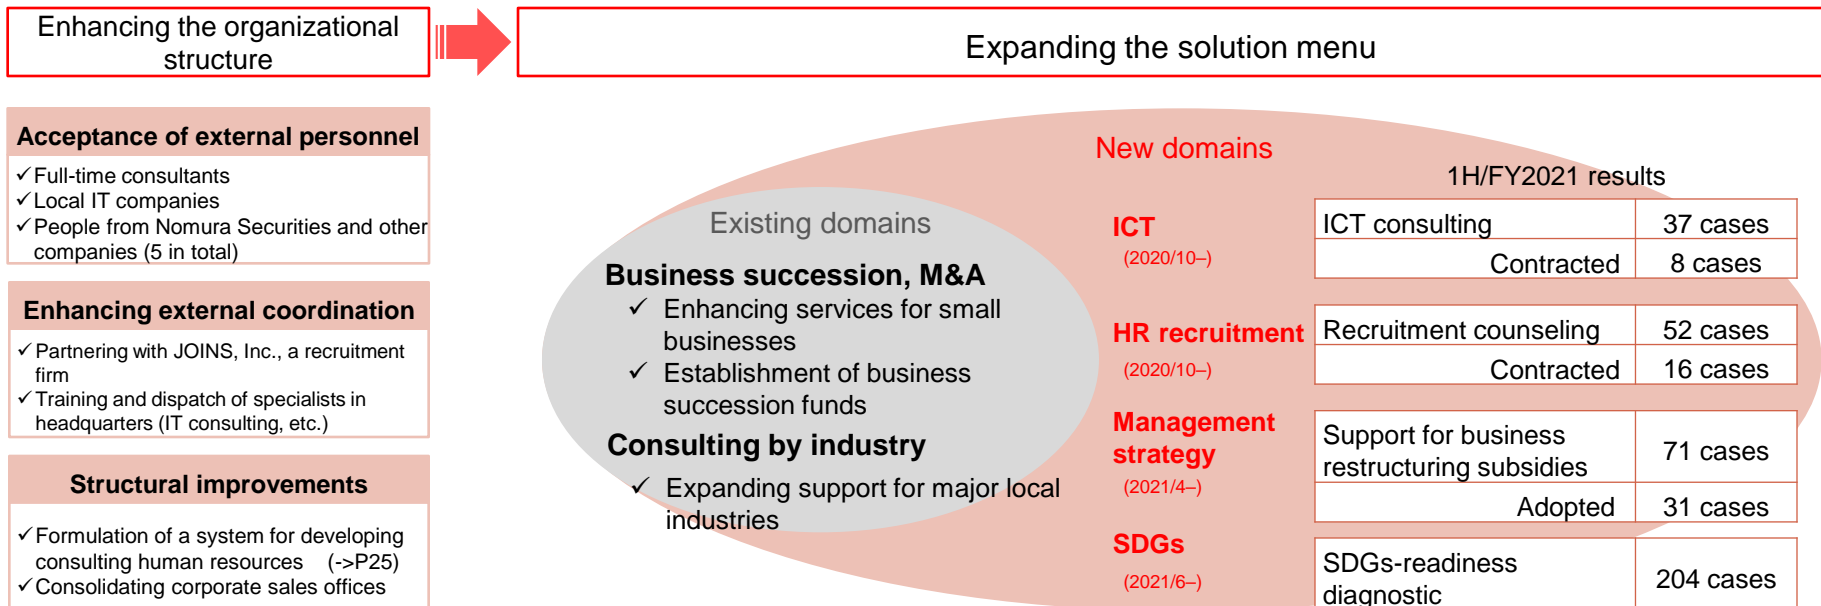 Enhancing the organizational
structure
Expanding the solution menu
Acceptance of external personnel
✓Full-time consultants
✓Local IT companies
✓People from Nomura Securities and other
companies (5 in total)
Enhancing external coordination
✓Partnering with JOINS, Inc., a recruitment
firm
✓Training and dispatch of specialists in
headquarters (IT consulting, etc.)
Structural improvements
✓Formulation of a system for developing
consulting human resources (->P25)
✓Consolidating corporate sales offices
Existing domains
Business succession, M&A
✓ Enhancing services for small
businesses
✓ Establishment of business
succession funds
Consulting by industry
✓ Expanding support for major local
industries
New domains
1H/FY2021 results
ICT
(2020/10–)
ICT consulting 37 cases
Contracted 8 cases
HR recruitment
(2020/10–)
Recruitment counseling 52 cases
Contracted 16 cases
Management
strategy
(2021/4–)
Support for business
restructuring subsidies 71 cases
Adopted 31 cases
SDGs
(2021/6–)
SDGs-readiness
diagnostic 204 cases